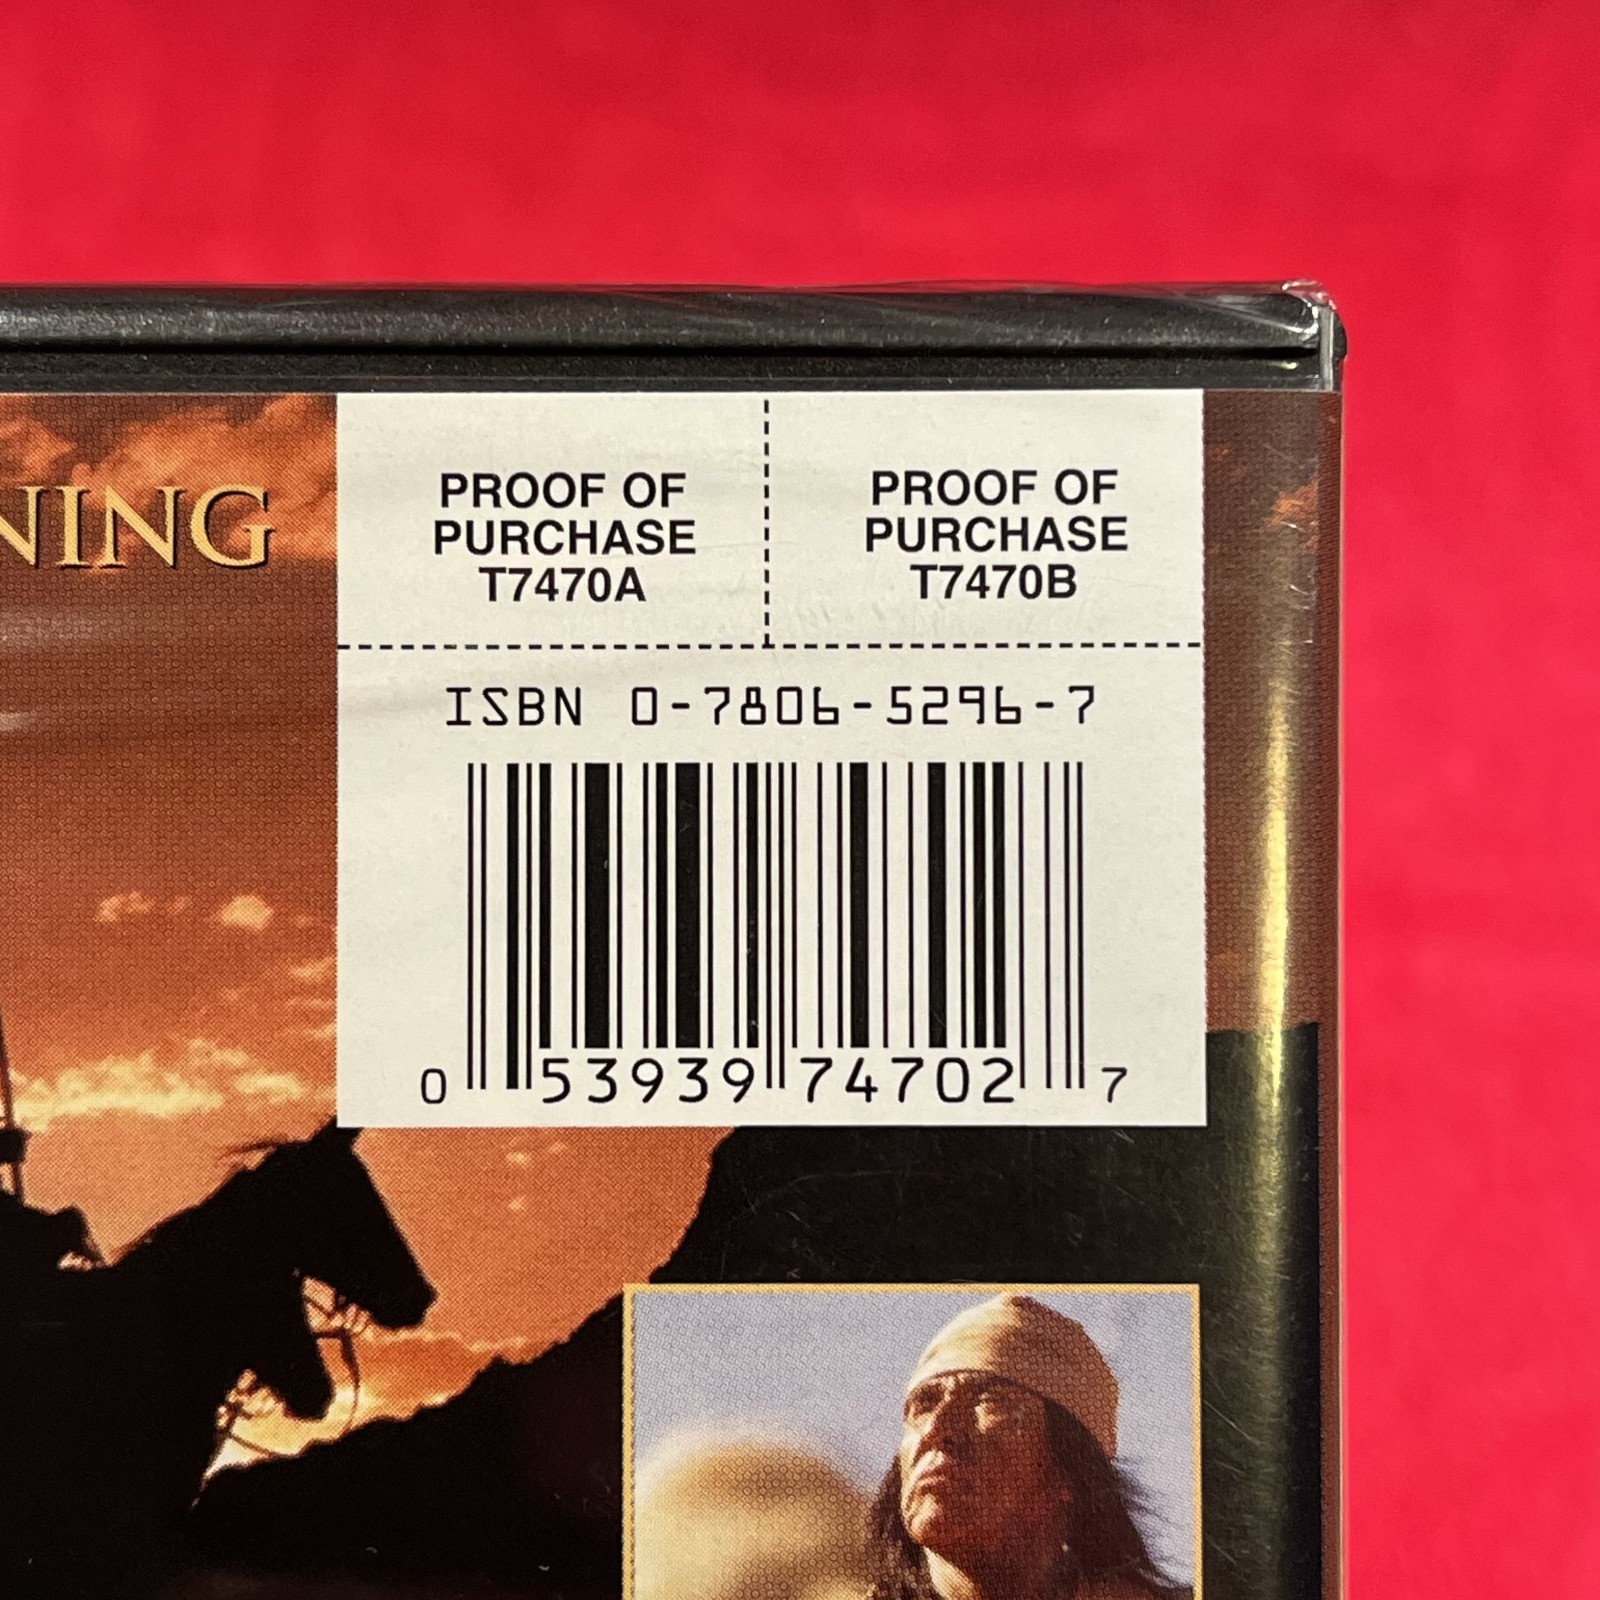 NING
PROOF OF
PURCHASE
T7470A
PROOF OF
PURCHASE
T7470B
ISBN 0-7806-5296-7
0 53939 74702 7